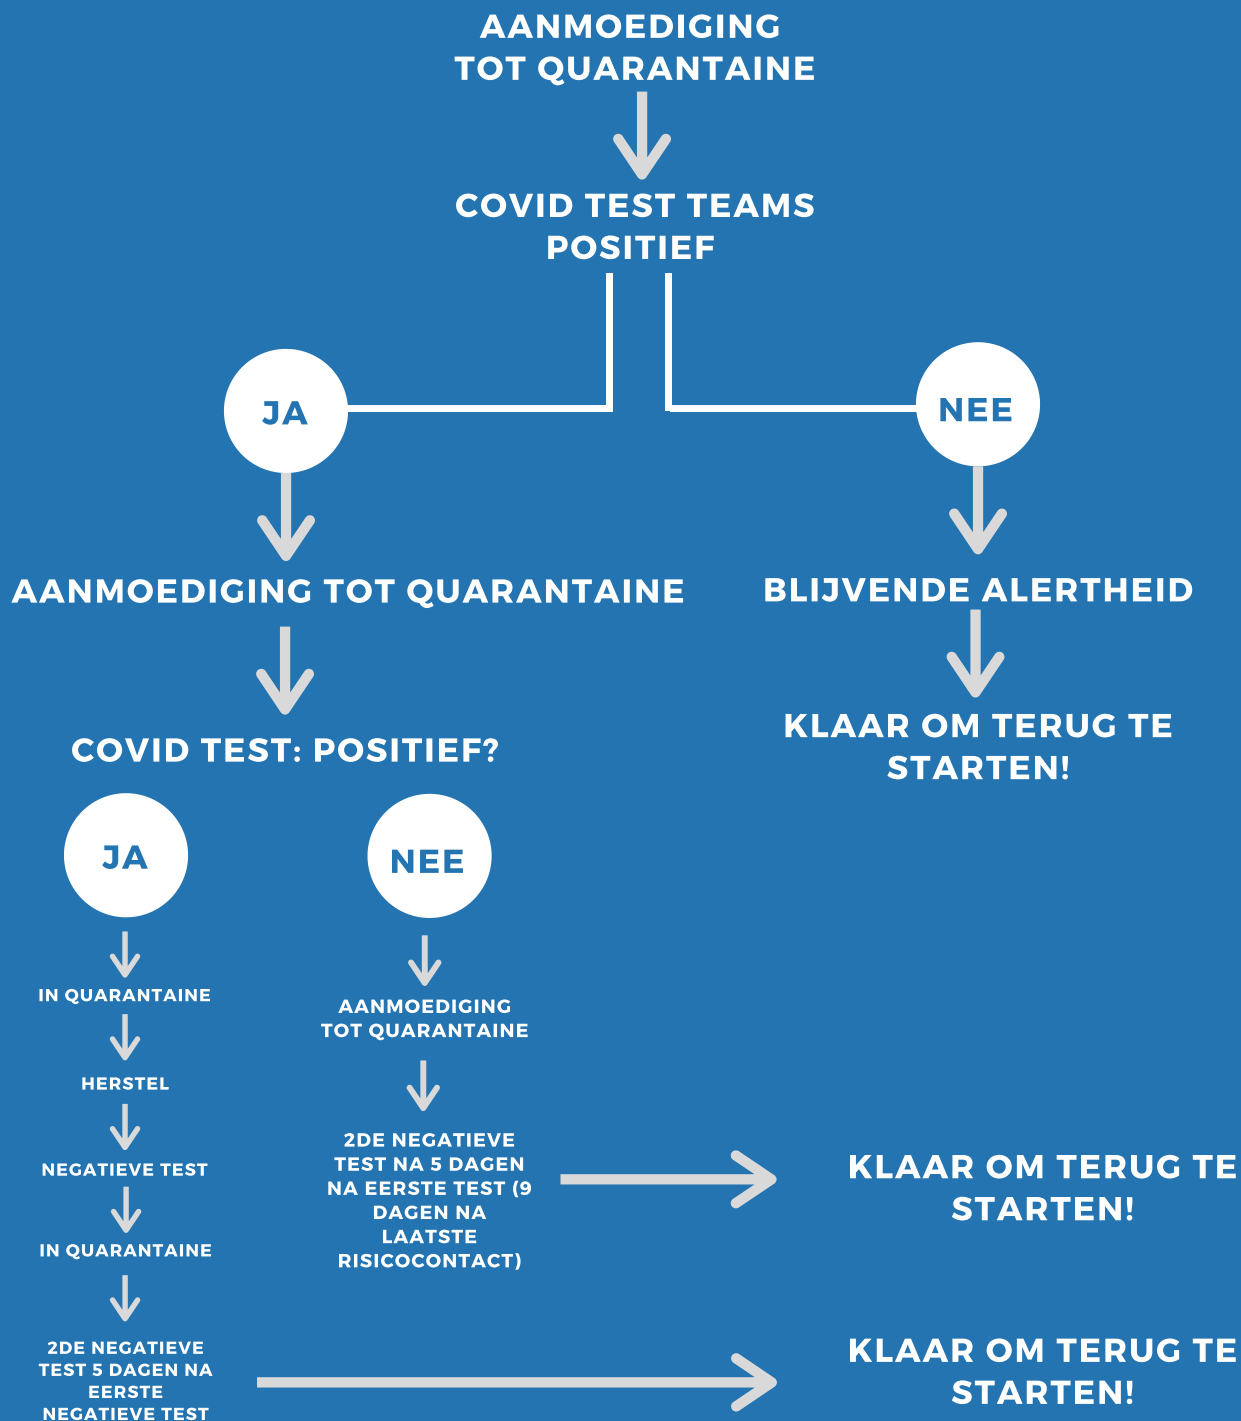 AANMOEDIGING
TOT QUARANTAINE
COVID TEST TEAMS
POSITIEF
JA
NEE
AANMOEDIGING TOT QUARANTAINE
BLIJVENDE ALERTHEID
KLAAR OM TERUG TE
STARTEN!
COVID TEST: POSITIEF?
JA
NEE
IN QUARANTAINE
HERSTEL
NEGATIEVE TEST
IN QUARANTAINE
2DE NEGATIEVE
TEST 5 DAGEN NA
EERSTE
NEGATIEVE TEST
AANMOEDIGING
TOT QUARANTAINE
2DE NEGATIEVE
TEST NA 5 DAGEN
NA EERSTE TEST (9
DAGEN NA
LAATSTE
RISICOCONTACT)
KLAAR OM TERUG TE
STARTEN!
KLAAR OM TERUG TE
STARTEN!